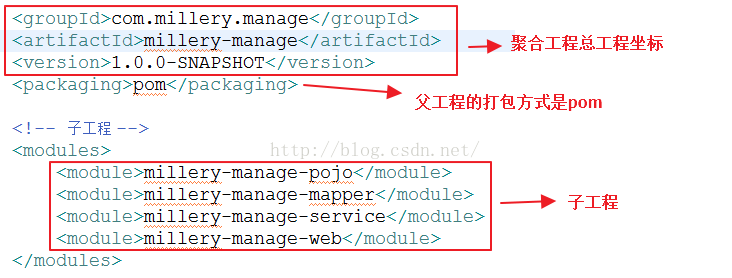 <groupId>com.millery.manage</groupId>
<artifactId>millery-manage</artifactId>
聚合工程总工程坐标
<version>1.0.0-SNAPSHOT</version>
<packaging>pom</packaging>
父工程的打包方式是pom
<!-- 子工程 -->
http://blog.csdn.net/
<modules>
<module>millery-manage-pojo</module>
<module>millery-manage-mapper</module>
<module>millery-manage-service</module>
子工程
<module>millery-manage-web</module>
</modules>